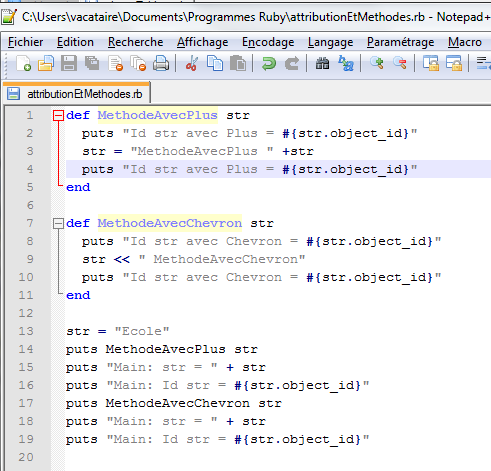 C:\Users\vacataire\Documents\Programmes Ruby\attributionEtMethodes.rb - Notepad+
Fichier Edition Recherche Affichage Encodage Langage Paramétrage Macro
attributionEtMethodes.rb
1 def MethodeAvecPlus str
2 puts "Id str avec Plus = #{str.object_id}"
3 str = "MethodeAvecPlus " +str
4 puts "Id str avec Plus = #{str.object_id}"
5 end
6
7 def MethodeAvecChevron str
8 puts "Id str avec Chevron = #{str.object_id}"
9 str << " MethodeAvecChevron"
10 puts "Id str avec Chevron = #{str.object_id}"
11 end
12
13 str = "Ecole"
14 puts MethodeAvecPlus str
15 puts "Main: str = " + str
16 puts "Main: Id str = #{str.object_id}"
17 puts MethodeAvecChevron str
18 puts "Main: str = " + str
19 puts "Main: Id str = #{str.object_id}"
20